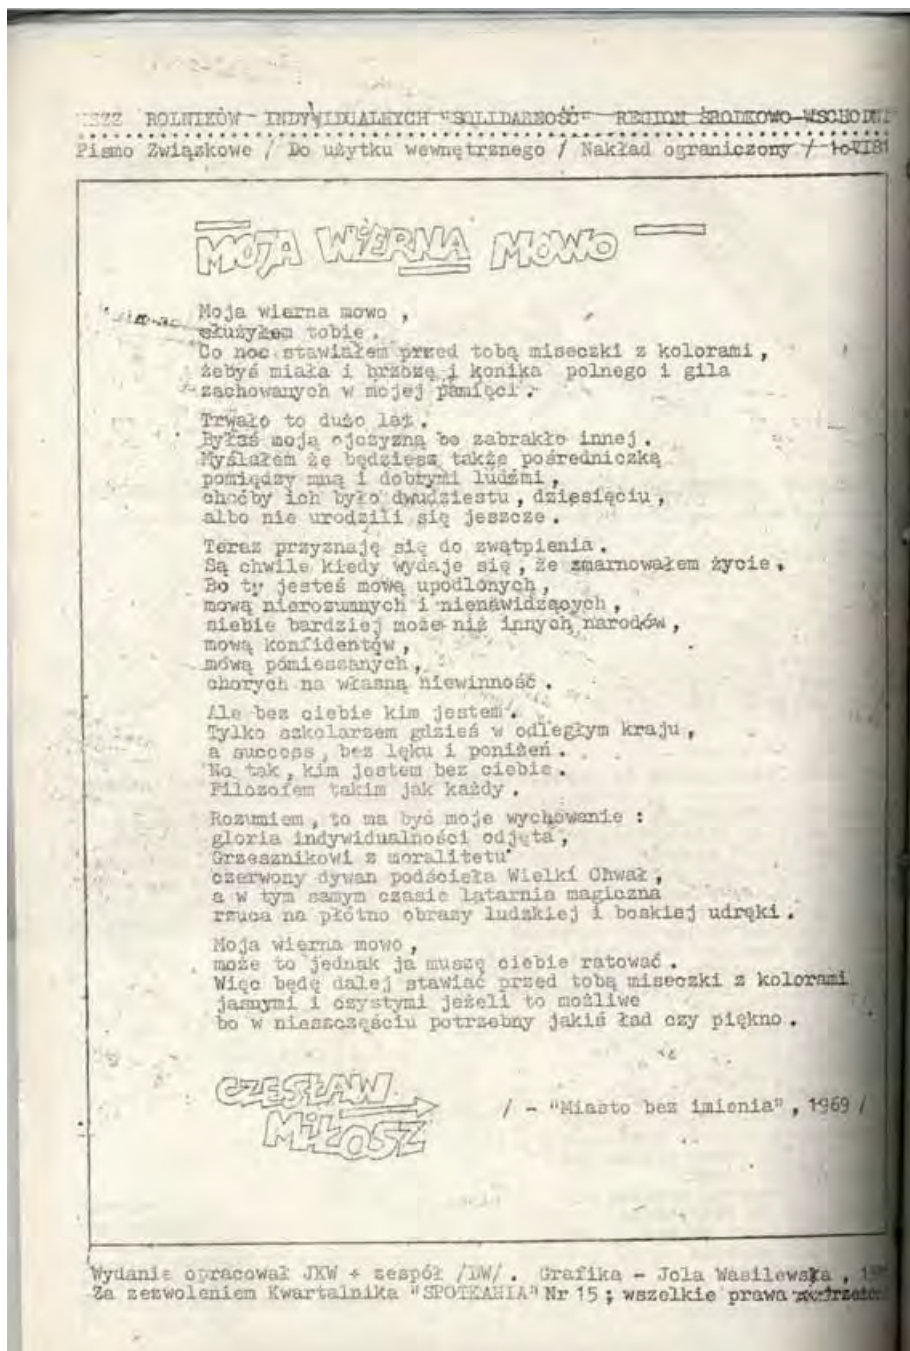 NSZZ ROLNIKÓW INDYWIDUALNYCH "SOLIDARNOŚĆ" REGION ŚRODKOWO-WSCHODNI
Pismo Związkowe / Do użytku wewnętrznego / Nakład ograniczony /
MOJA WIERNA MOWO
Moja wierna mowo ,
służyłem tobie .
Co noc stawiałem przed tobą miseczki z kolorami ,
żebyś miała i brzozę i konika polnego i gila
zachowanych w mojej pamięci .
Trwało to dużo lat .
Byłaś moją ojczyzną bo zabrakło innej .
Myślałem że będziesz także pośredniczką
pomiędzy mną i dobrymi ludźmi ,
choćby ich było dwudziestu , dziesięciu ,
albo nie urodzili się jeszcze .
Teraz przyznaję się do zwątpienia .
Są chwile kiedy wydaje się , że zmarnowałem życie .
Bo ty jesteś mową upodlonych ,
mową nierozumnych i nienawidzących ,
siebie bardziej może niż innych narodów ,
mową konfidentów ,
mową pomieszanych ,
chorych na własną niewinność .
Ale bez ciebie kim jestem .
Tylko szkolarzem gdzieś w odległym kraju ,
a success , bez lęku i poniżeń .
No tak , kim jestem bez ciebie .
Filozofem takim jak każdy .
Rozumiem , to ma być moje wychowanie :
gloria indywidualności odjęta ,
Grzesznikowi z moralitetu
czerwony dywan podściela Wielki Chwał ,
a w tym samym czasie latarnia magiczna
rzuca na płótno obrazy ludzkiej i boskiej udręki .
Moja wierna mowo ,
może to jednak ja muszę ciebie ratować .
Więc będę dalej stawiać przed tobą miseczki z kolorami
jasnymi i czystymi jeżeli to możliwe
bo w nieszczęściu potrzebny jakiś ład czy piękno .
CZESŁAW
MIŁOSZ
/ - "Miasto bez imienia" , 1969 /
Wydanie opracował JKW + zespół /DW/ . Grafika - Jola Wasilewska ,
Za zezwoleniem Kwartalnika "SPOTKANIA" Nr 15 ; wszelkie prawa